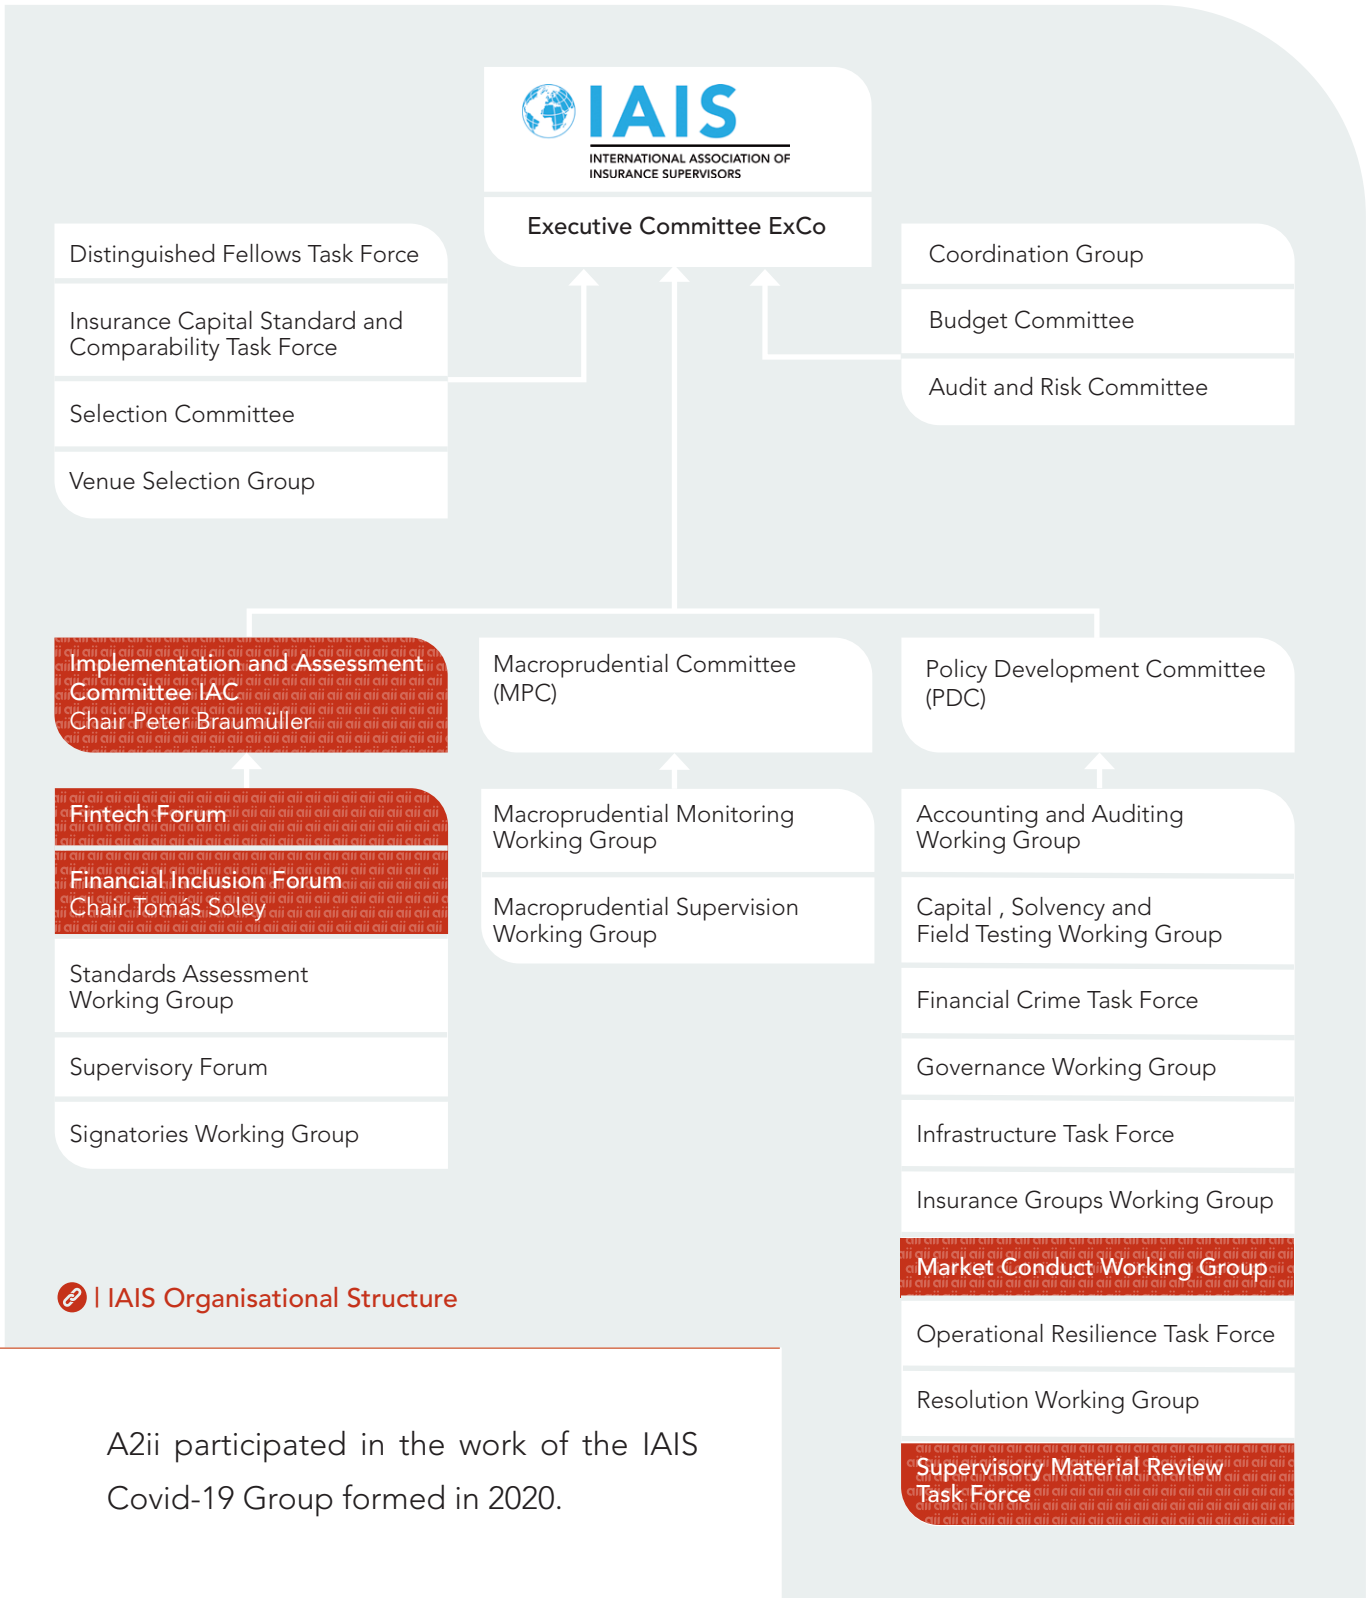 IAIS
INTERNATIONAL ASSOCIATION OF
INSURANCE SUPERVISORS
Executive Committee ExCo
Distinguished Fellows Task Force
Insurance Capital Standard and
Comparability Task Force
Selection Committee
Venue Selection Group
Coordination Group
Budget Committee
Audit and Risk Committee
Implementation and Assessment
Committee IAC
Chair Peter Braumüller
Fintech Forum
Financial Inclusion Forum
Chair Tomás Soley
Standards Assessment
Working Group
Supervisory Forum
Signatories Working Group
Macroprudential Committee
(MPC)
Macroprudential Monitoring
Working Group
Macroprudential Supervision
Working Group
Policy Development Committee
(PDC)
Accounting and Auditing
Working Group
Capital , Solvency and
Field Testing Working Group
Financial Crime Task Force
Governance Working Group
Infrastructure Task Force
Insurance Groups Working Group
Market Conduct Working Group
Operational Resilience Task Force
Resolution Working Group
Supervisory Material Review
Task Force
| IAIS Organisational Structure
A2ii participated in the work of the IAIS
Covid-19 Group formed in 2020.